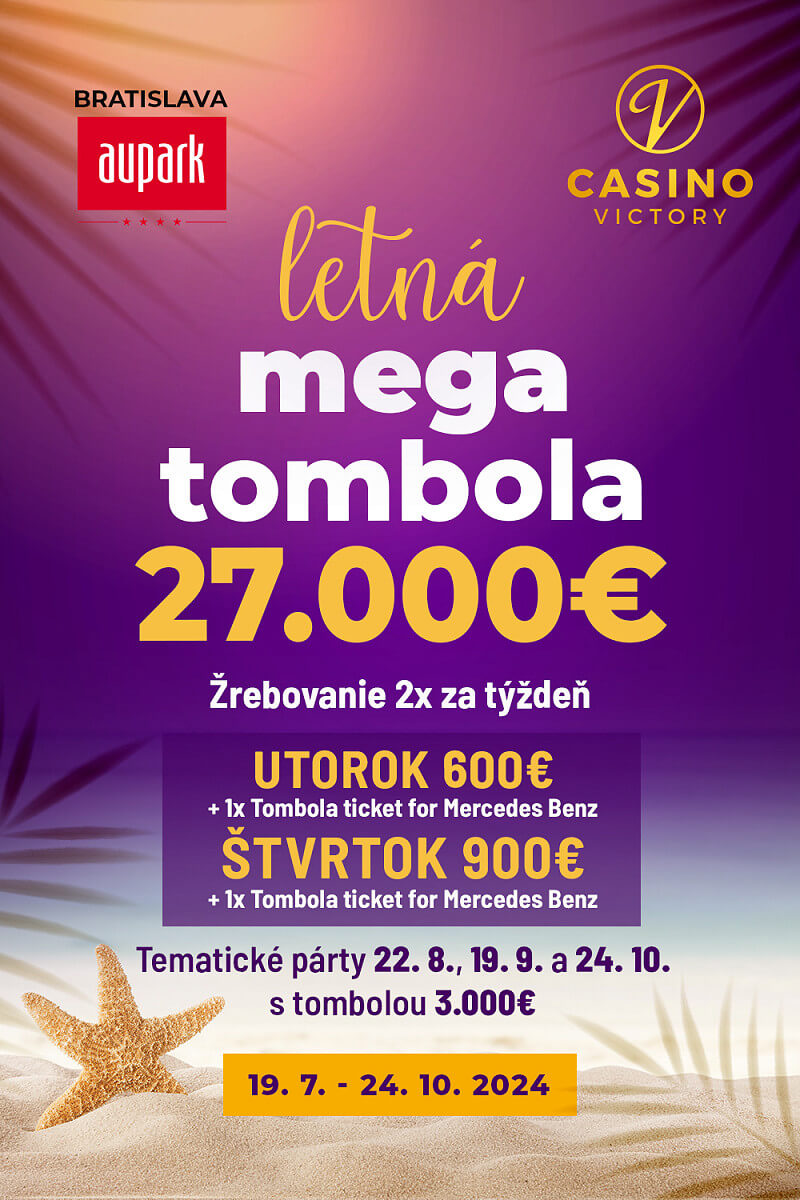 BRATISLAVA
aupark
CASINO
VICTORY
letná
mega
tombola
27.000€
Žrebovanie 2x za týždeň
UTOROK 600€
+ 1x Tombola ticket for Mercedes Benz
ŠTVRTOK 900€
+ 1x Tombola ticket for Mercedes Benz
Tematické párty 22. 8., 19. 9. a 24. 10.
s tombolou 3.000€
19. 7. - 24. 10. 2024